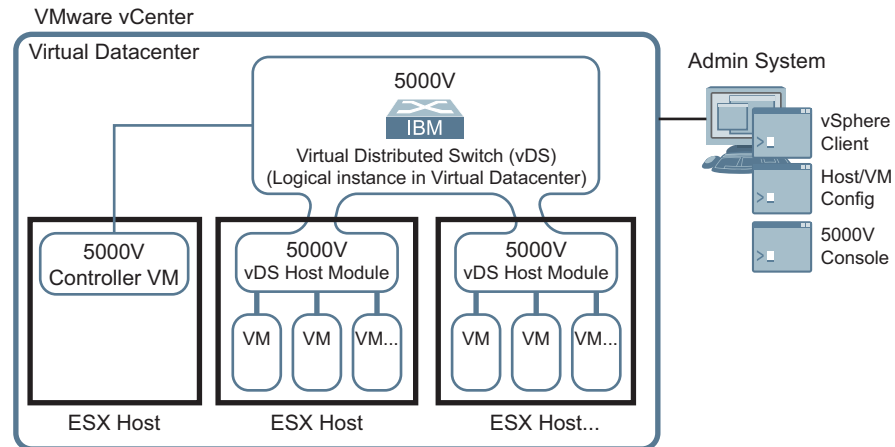 VMware vCenter
Virtual Datacenter
5000V
IBM
Virtual Distributed Switch (vDS)
(Logical instance in Virtual Datacenter)
Admin System
vSphere
Client
>
Host/VM
Config
>
5000V
Console
>
5000V
Controller VM
ESX Host
5000V
vDS Host Module
VM
VM
VM...
ESX Host
5000V
vDS Host Module
VM
VM
VM...
ESX Host...